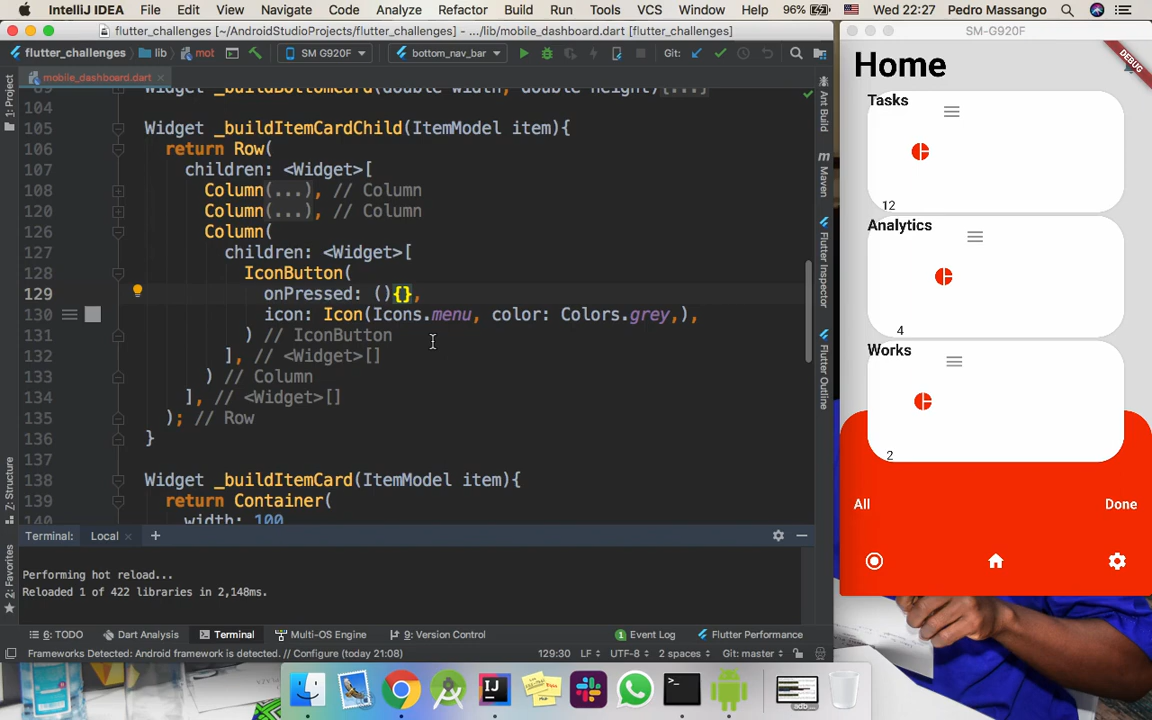 IntelliJ IDEA File Edit View Navigate Code Analyze Refactor Build Run Tools VCS Window Help 96% Wed 22:27 Pedro Massango
flutter_challenges [~/AndroidStudioProjects/flutter_challenges] - .../lib/mobile_dashboard.dart [flutter_challenges]
flutter_challenges lib mot SM G920F bottom_nav_bar Git:
mobile_dashboard.dart
Widget _buildBottomCard(double width, double height){...}
104
105 Widget _buildItemCardChild(ItemModel item){
106 return Row(
107 children: <Widget>[
108 Column(...), // Column
120 Column(...), // Column
126 Column(
127 children: <Widget>[
128 IconButton(
129 onPressed: (){},
130 icon: Icon(Icons.menu, color: Colors.grey,),
131 ) // IconButton
132 ], // <Widget>[]
133 ) // Column
134 ], // <Widget>[]
135 ); // Row
136 }
137
138 Widget _buildItemCard(ItemModel item){
139 return Container(
140 width: 100
1: Project
Z: Structure
2: Favorites
Ant Build
Maven
Flutter Inspector
Flutter Outline
Terminal: Local +
Performing hot reload...
Reloaded 1 of 422 libraries in 2,148ms.
6: TODO Dart Analysis Terminal Multi-OS Engine 9: Version Control 1 Event Log Flutter Performance
Frameworks Detected: Android framework is detected. // Configure (today 21:08) 129:30 LF UTF-8 2 spaces Git: master
SM-G920F
DEBUG
Home
Tasks
12
Analytics
4
Works
2
All
Done
adb...